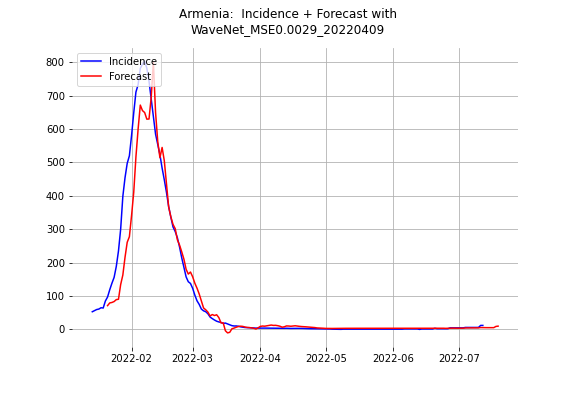 Armenia:  Incidence + Forecast with
WaveNet_MSE0.0029_20220409
Incidence
Forecast
800
700
600
500
400
300
200
100
0
2022-02 2022-03 2022-04 2022-05 2022-06 2022-07